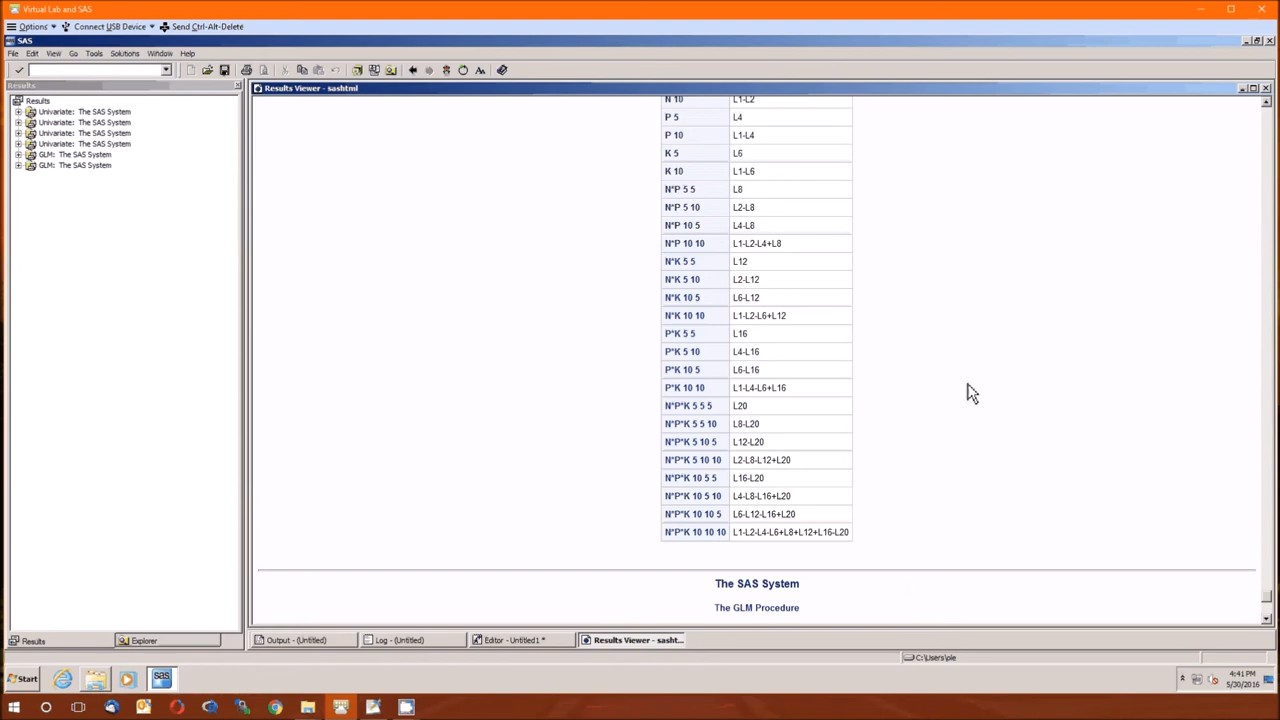 Virtual Lab and SAS
Options Connect USB Device Send Ctrl-Alt-Delete
SAS
File Edit View Go Tools Solutions Window Help
Results
Results Viewer - sashtml
Results
Univariate: The SAS System
Univariate: The SAS System
Univariate: The SAS System
Univariate: The SAS System
GLM: The SAS System
GLM: The SAS System
N 10 L1-L2
P 5 L4
P 10 L1-L4
K 5 L6
K 10 L1-L6
N*P 5 5 L8
N*P 5 10 L2-L8
N*P 10 5 L4-L8
N*P 10 10 L1-L2-L4+L8
N*K 5 5 L12
N*K 5 10 L2-L12
N*K 10 5 L6-L12
N*K 10 10 L1-L2-L6+L12
P*K 5 5 L16
P*K 5 10 L4-L16
P*K 10 5 L6-L16
P*K 10 10 L1-L4-L6+L16
N*P*K 5 5 5 L20
N*P*K 5 5 10 L8-L20
N*P*K 5 10 5 L12-L20
N*P*K 5 10 10 L2-L8-L12+L20
N*P*K 10 5 5 L16-L20
N*P*K 10 5 10 L4-L8-L16+L20
N*P*K 10 10 5 L6-L12-L16+L20
N*P*K 10 10 10 L1-L2-L4-L6+L8+L12+L16-L20
The SAS System
The GLM Procedure
Results Explorer
Output - (Untitled) Log - (Untitled) Editor - Untitled1 * Results Viewer - sasht...
C:\Users\ple
Start
4:41 PM
5/30/2016